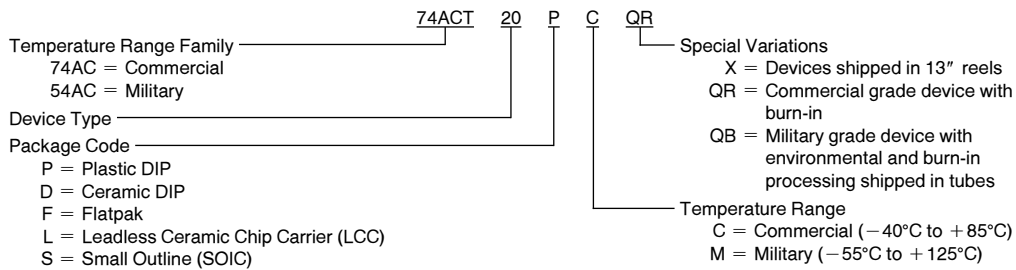 74ACT 20 P C QR
Temperature Range Family
74AC = Commercial
54AC = Military
Device Type
Package Code
P = Plastic DIP
D = Ceramic DIP
F = Flatpak
L = Leadless Ceramic Chip Carrier (LCC)
S = Small Outline (SOIC)
Special Variations
X = Devices shipped in 13″ reels
QR = Commercial grade device with
burn-in
QB = Military grade device with
environmental and burn-in
processing shipped in tubes
Temperature Range
C = Commercial (−40°C to +85°C)
M = Military (−55°C to +125°C)